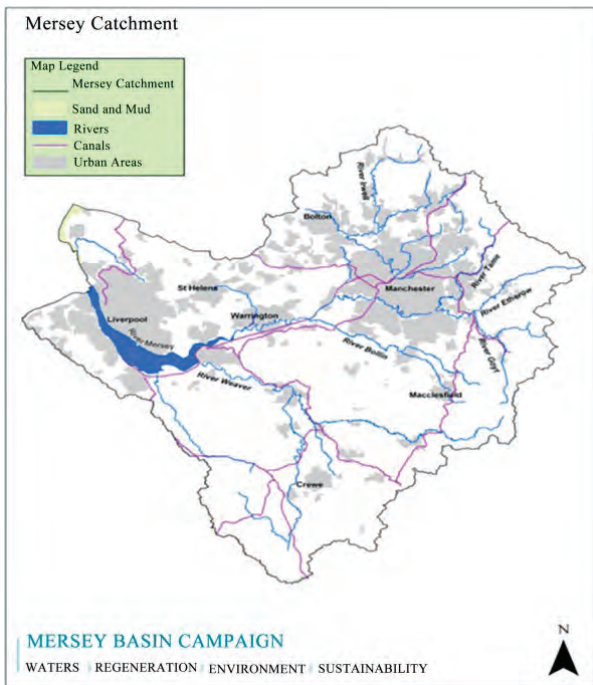 Mersey Catchment
Map Legend
Mersey Catchment
Sand and Mud
Rivers
Canals
Urban Areas
River Irwell
Bolton
River Tame
St Helens
Manchester
River Etherow
Liverpool
Warrington
River Mersey
River Bollin
River Goyt
River Weaver
Macclesfield
Crewe
N
MERSEY BASIN CAMPAIGN
WATERS REGENERATION ENVIRONMENT SUSTAINABILITY